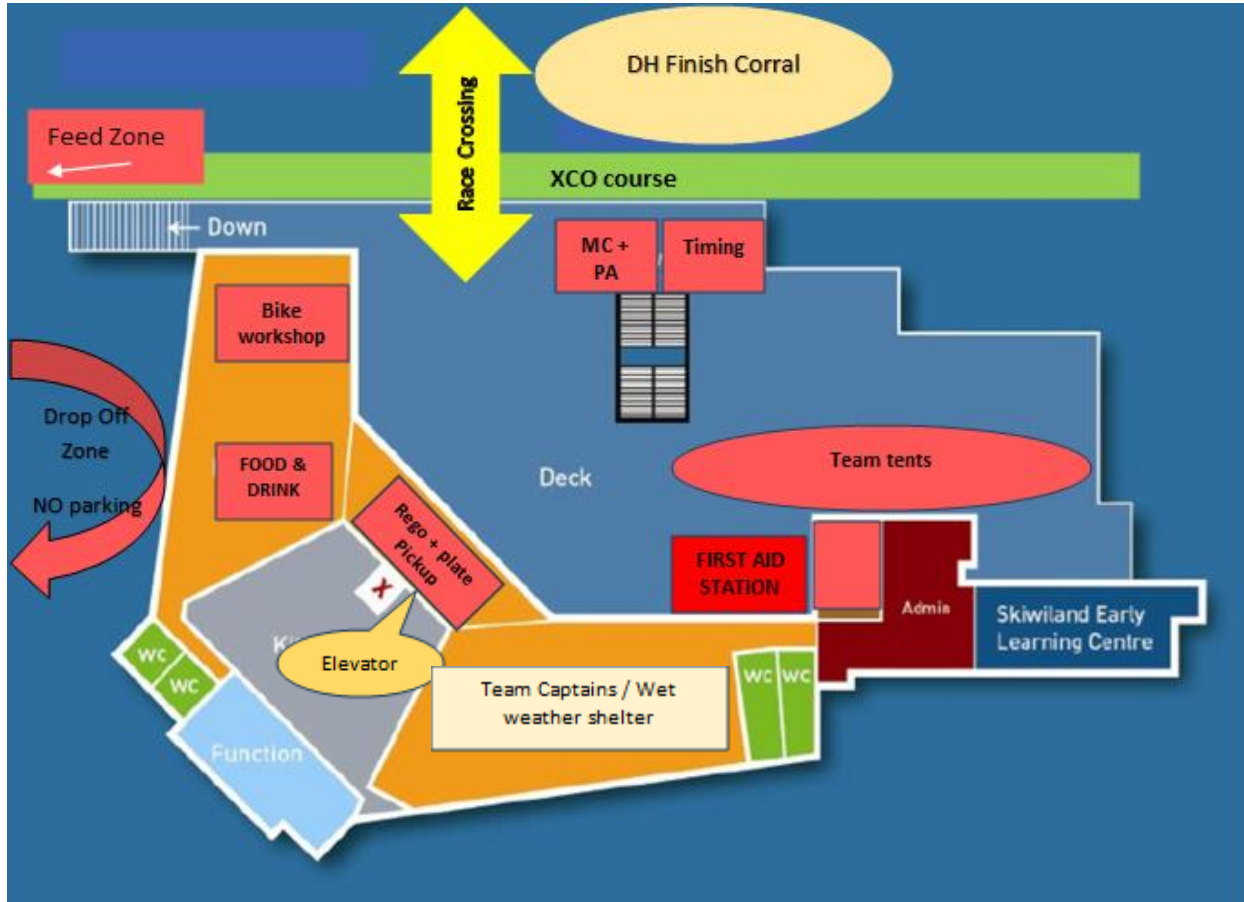 DH Finish Corral
Race Crossing
Feed Zone
XCO course
Down
MC +
PA
Timing
Bike
workshop
Drop Off
Zone
NO parking
FOOD &
DRINK
Deck
Team tents
Rego + plate
Pickup
X
FIRST AID
STATION
Admin
Skiwiland Early
Learning Centre
Elevator
WC
WC
Team Captains / Wet
weather shelter
WC
WC
Function